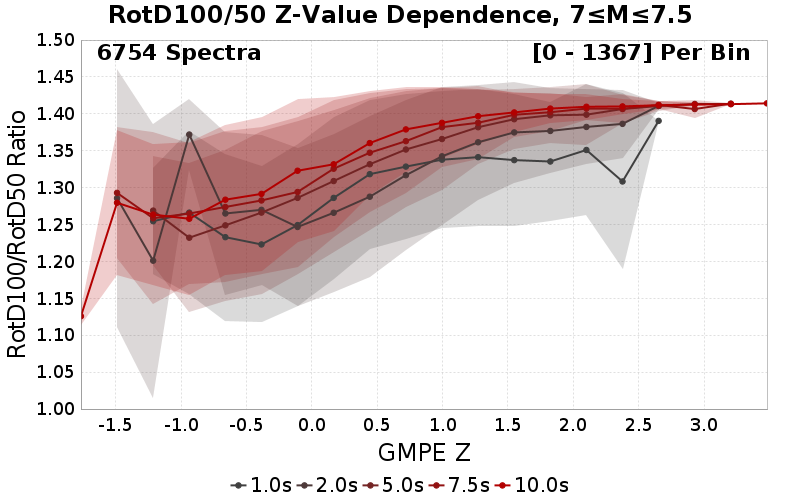 RotD100/50 Z-Value Dependence, 7≤M≤7.5
6754 Spectra
[0 - 1367] Per Bin
RotD100/RotD50 Ratio
1.50
1.45
1.40
1.35
1.30
1.25
1.20
1.15
1.10
1.05
1.00
-1.5 -1.0 -0.5 0.0 0.5 1.0 1.5 2.0 2.5 3.0
GMPE Z
1.0s 2.0s 5.0s 7.5s 10.0s